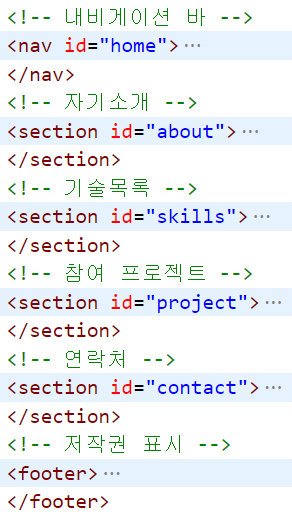 <!-- 내비게이션 바 -->
<nav id="home">…
</nav>
<!-- 자기소개 -->
<section id="about">…
</section>
<!-- 기술목록 -->
<section id="skills">…
</section>
<!-- 참여 프로젝트 -->
<section id="project">…
</section>
<!-- 연락처 -->
<section id="contact">…
</section>
<!-- 저작권 표시 -->
<footer>…
</footer>